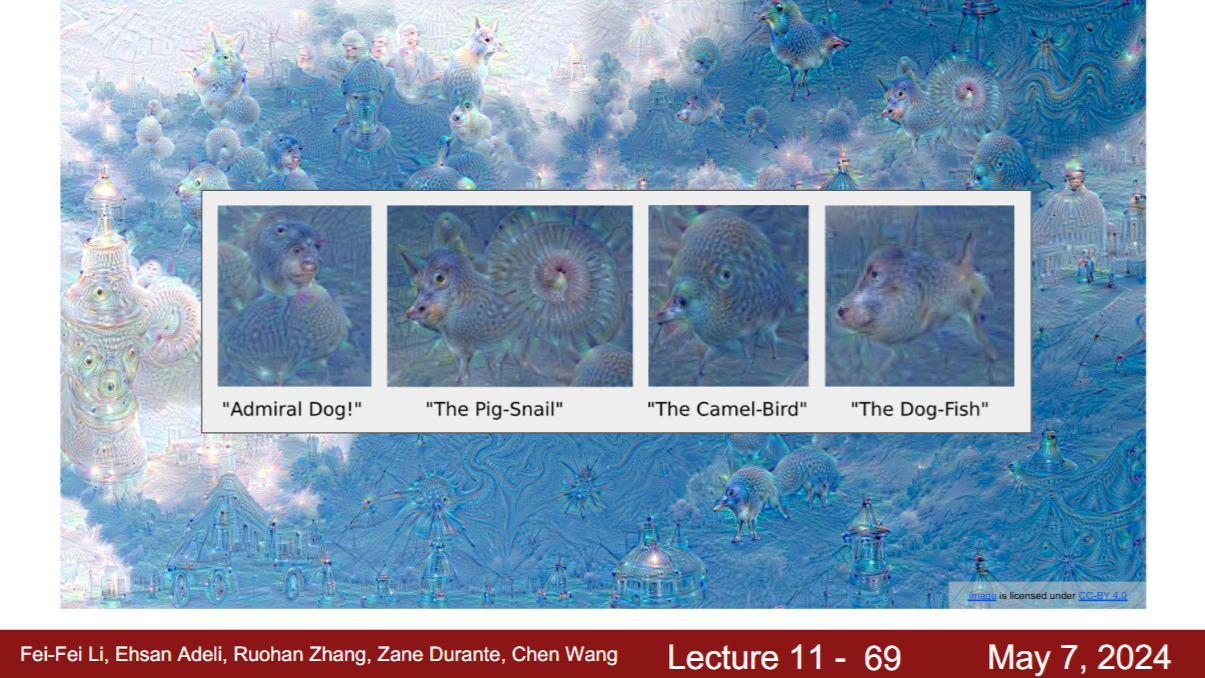 "Admiral Dog!" "The Pig-Snail" "The Camel-Bird" "The Dog-Fish"
Image is licensed under CC-BY 4.0
Fei-Fei Li, Ehsan Adeli, Ruohan Zhang, Zane Durante, Chen Wang Lecture 11 - 69 May 7, 2024